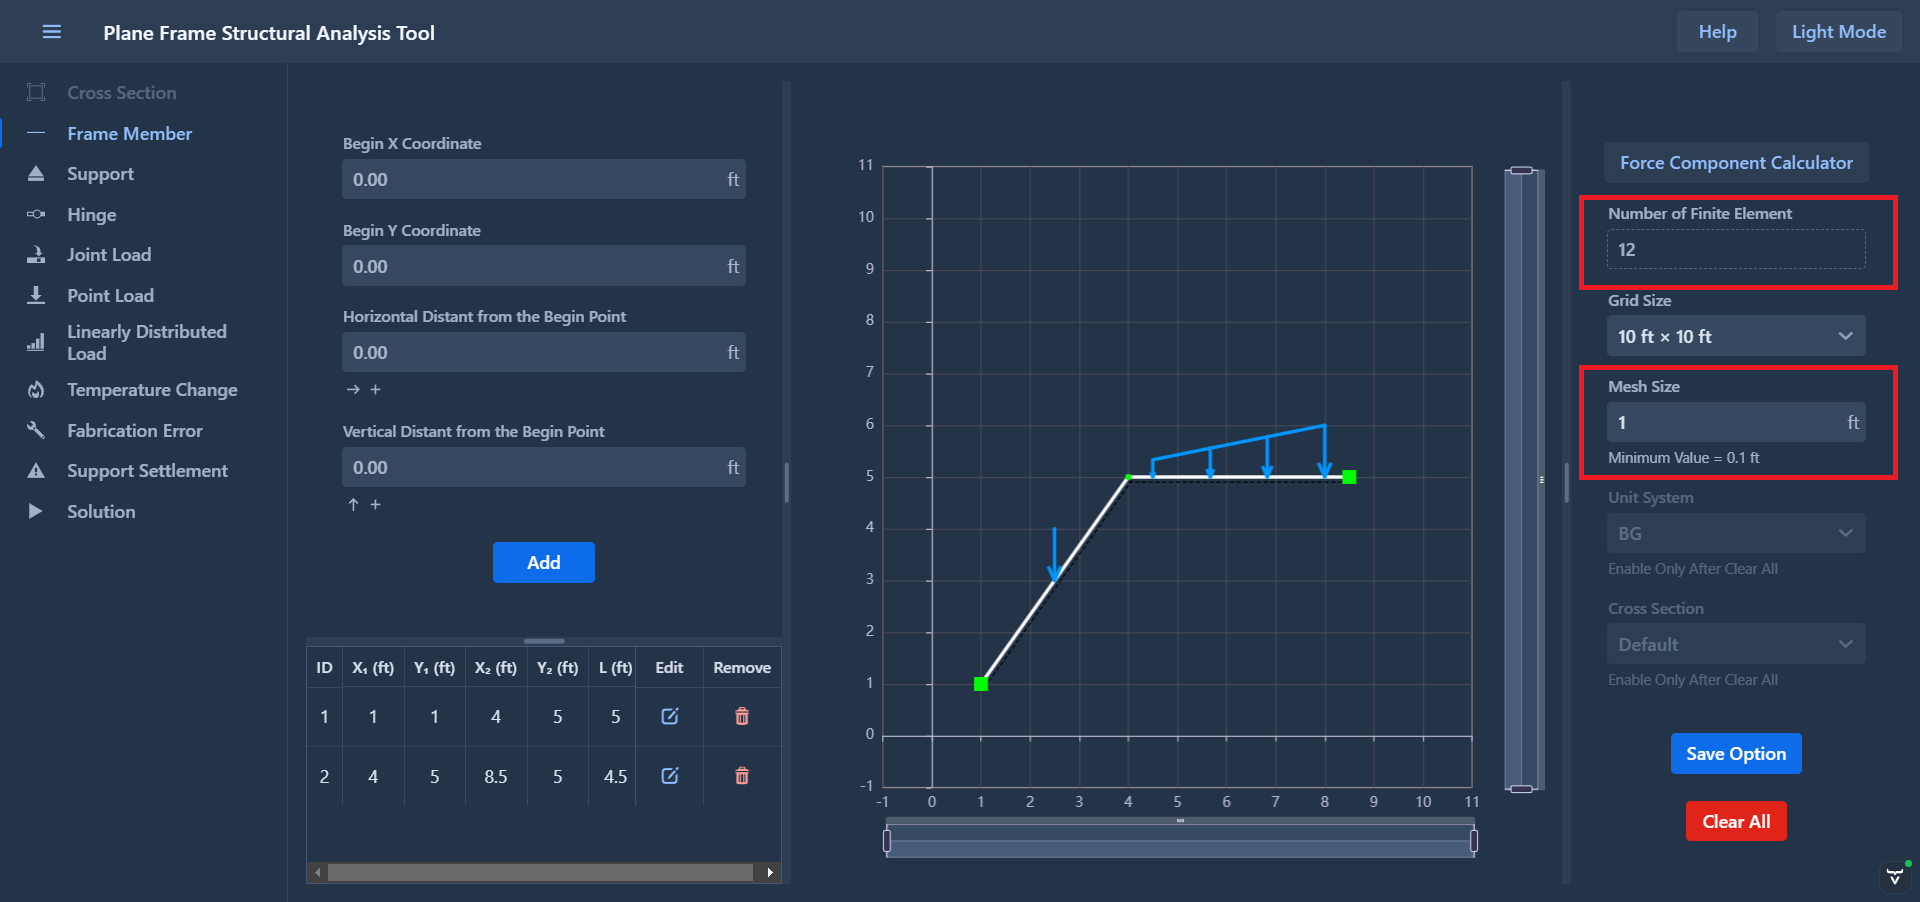 Plane Frame Structural Analysis Tool
Help
Light Mode
Cross Section
Frame Member
Support
Hinge
Joint Load
Point Load
Linearly Distributed
Load
Temperature Change
Fabrication Error
Support Settlement
Solution
Begin X Coordinate
0.00 ft
Begin Y Coordinate
0.00 ft
Horizontal Distant from the Begin Point
0.00 ft
→ +
Vertical Distant from the Begin Point
0.00 ft
↑ +
Add
ID X₁ (ft) Y₁ (ft) X₂ (ft) Y₂ (ft) L (ft) Edit Remove
1 1 1 4 5 5
2 4 5 8.5 5 4.5
11
10
9
8
7
6
5
4
3
2
1
0
-1
-1 0 1 2 3 4 5 6 7 8 9 10 11
Force Component Calculator
Number of Finite Element
12
Grid Size
10 ft × 10 ft
Mesh Size
1 ft
Minimum Value = 0.1 ft
Unit System
BG
Enable Only After Clear All
Cross Section
Default
Enable Only After Clear All
Save Option
Clear All